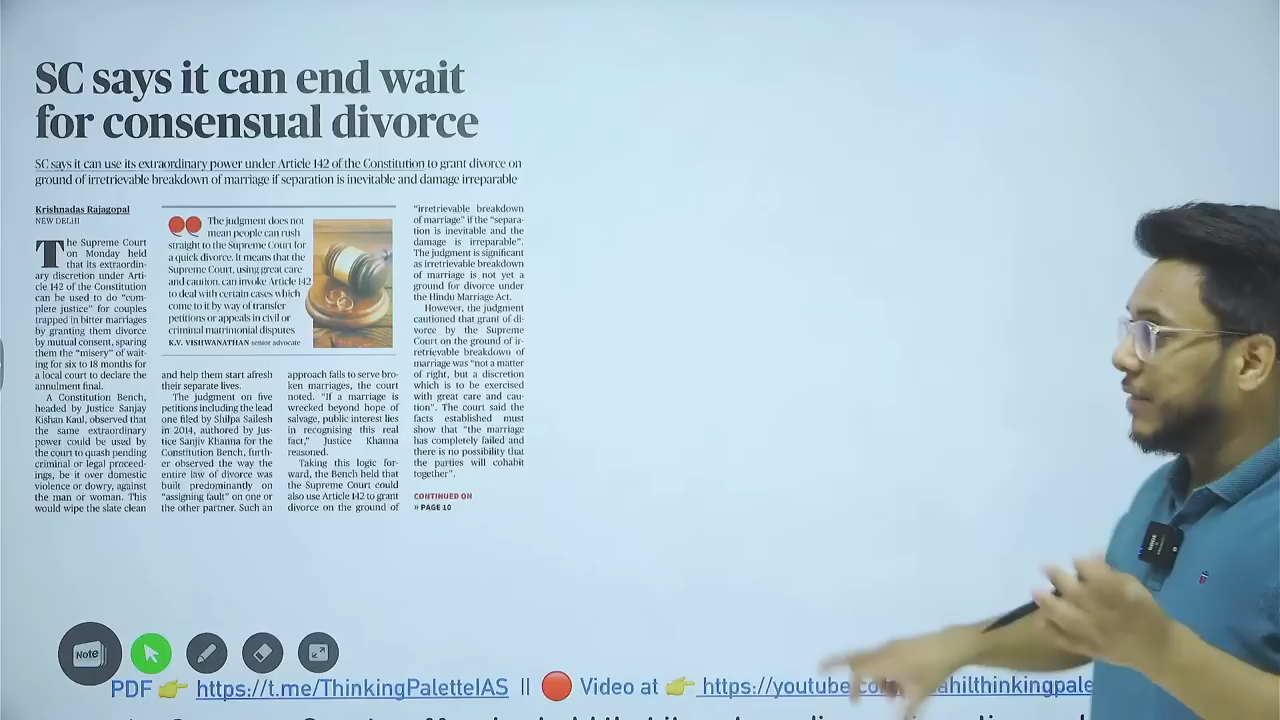 SC says it can end wait
for consensual divorce
SC says it can use its extraordinary power under Article 142 of the Constitution to grant divorce on
ground of irretrievable breakdown of marriage if separation is inevitable and damage irreparable
Krishnadas Rajagopal
NEW DELHI
The Supreme Court
on Monday held
that its extraordin-
ary discretion under Arti-
cle 142 of the Constitution
can be used to do “com-
plete justice” for couples
trapped in bitter marriages
by granting them divorce
by mutual consent, sparing
them the “misery” of wait-
ing for six to 18 months for
a local court to declare the
annulment final.
A Constitution Bench,
headed by Justice Sanjay
Kishan Kaul, observed that
the same extraordinary
power could be used by
the court to quash pending
criminal or legal proceed-
ings, be it over domestic
violence or dowry, against
the man or woman. This
would wipe the slate clean
The judgment does not
mean people can rush
straight to the Supreme Court for
a quick divorce. It means that the
Supreme Court, using great care
and caution, can invoke Article 142
to deal with certain cases which
come to it by way of transfer
petitions or appeals in civil or
criminal matrimonial disputes
K.V. VISHWANATHAN senior advocate
and help them start afresh
their separate lives.
The judgment on five
petitions including the lead
one filed by Shilpa Sailesh
in 2014, authored by Jus-
tice Sanjiv Khanna for the
Constitution Bench, furth-
er observed the way the
entire law of divorce was
built predominantly on
“assigning fault” on one or
the other partner. Such an
approach fails to serve bro-
ken marriages, the court
noted. “If a marriage is
wrecked beyond hope of
salvage, public interest lies
in recognising this real
fact,” Justice Khanna
reasoned.
Taking this logic for-
ward, the Bench held that
the Supreme Court could
also use Article 142 to grant
divorce on the ground of
“irretrievable breakdown
of marriage” if the “separa-
tion is inevitable and the
damage is irreparable”.
The judgment is significant
as irretrievable breakdown
of marriage is not yet a
ground for divorce under
the Hindu Marriage Act.
However, the judgment
cautioned that grant of di-
vorce by the Supreme
Court on the ground of ir-
retrievable breakdown of
marriage was “not a matter
of right, but a discretion
which is to be exercised
with great care and cau-
tion”. The court said the
facts established must
show that “the marriage
has completely failed and
there is no possibility that
the parties will cohabit
together”.
CONTINUED ON
» PAGE 10
Note
PDF 👉 https://t.me/ThinkingPaletteIAS || 🔴 Video at 👉 https://youtube